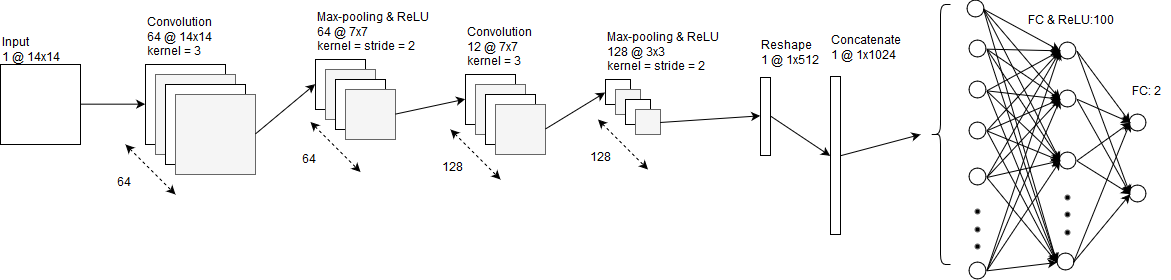 Input
1 @ 14x14
Convolution
64 @ 14x14
kernel = 3
64
Max-pooling & ReLU
64 @ 7x7
kernel = stride = 2
64
Convolution
12 @ 7x7
kernel = 3
128
Max-pooling & ReLU
128 @ 3x3
kernel = stride = 2
128
Reshape
1 @ 1x512
Concatenate
1 @ 1x1024
FC & ReLU:100
FC: 2